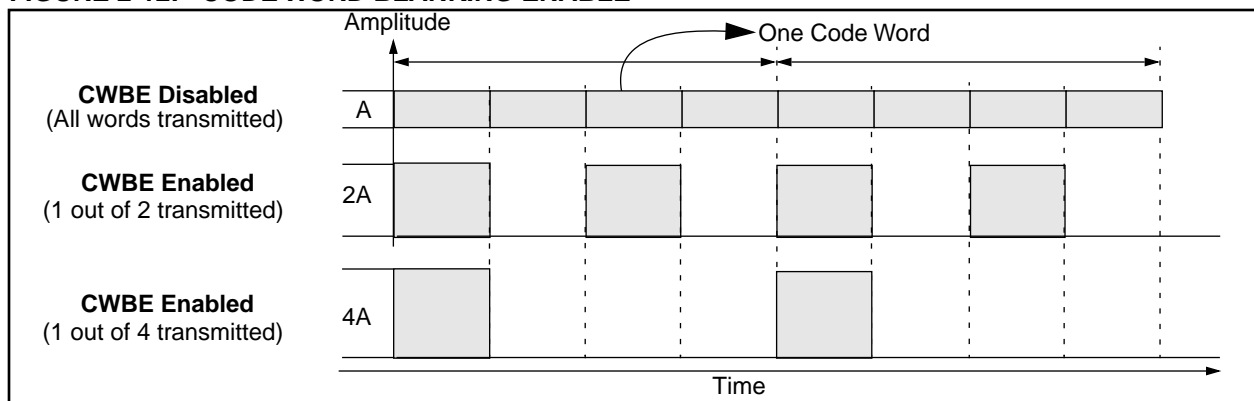 Amplitude
One Code Word
CWBE Disabled
(All words transmitted)
A
CWBE Enabled
(1 out of 2 transmitted)
2A
CWBE Enabled
(1 out of 4 transmitted)
4A
Time